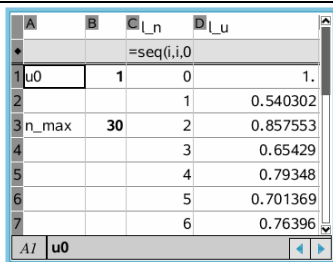 A B C l_n D l_u
♦ =seq(i,i,0
1 u0 1 0 1.
2 1 0.540302
3 n_max 30 2 0.857553
4 3 0.65429
5 4 0.79348
6 5 0.701369
7 6 0.76396
A1 u0